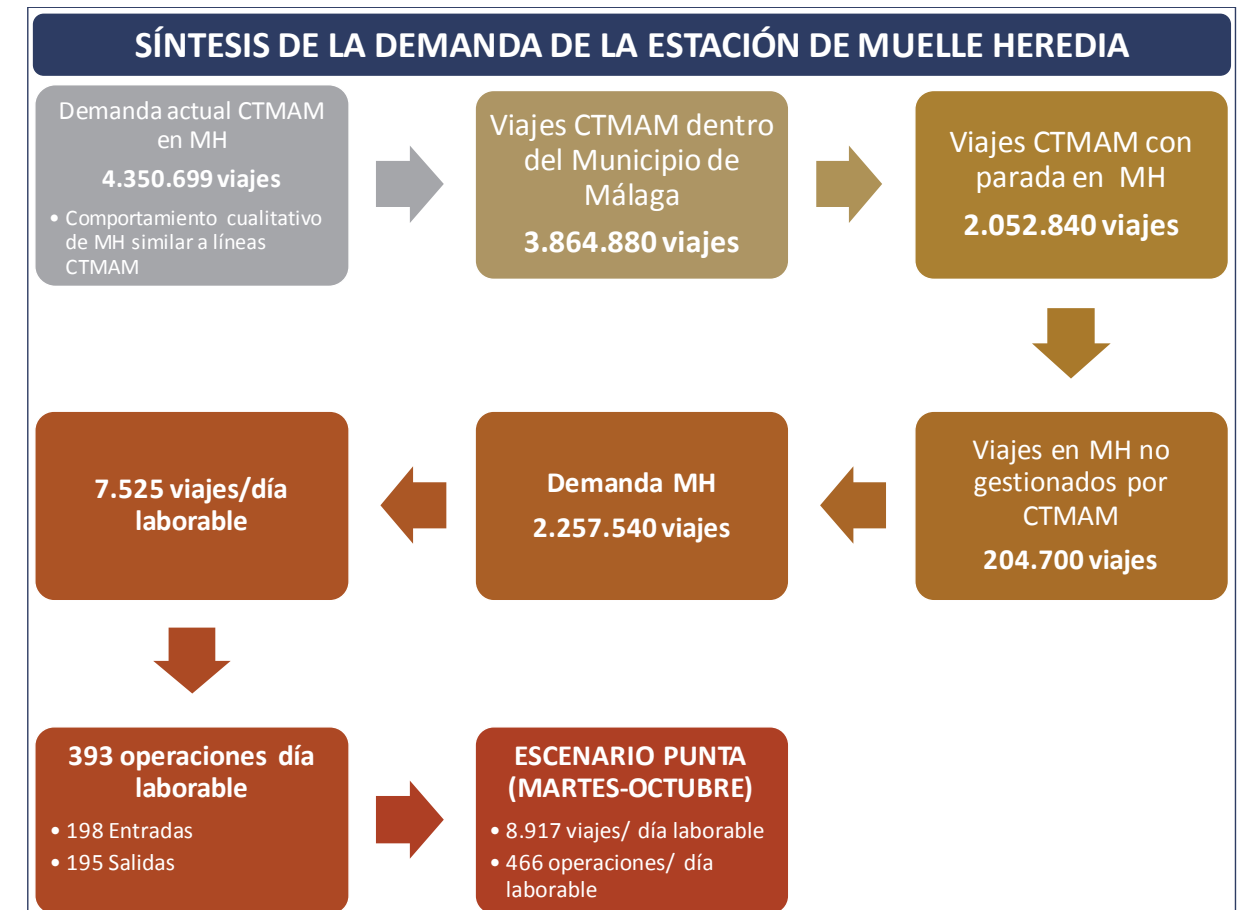 SÍNTESIS DE LA DEMANDA DE LA ESTACIÓN DE MUELLE HEREDIA
Demanda actual CTMAM
en MH
4.350.699 viajes
• Comportamiento cualitativo
de MH similar a líneas
CTMAM
Viajes CTMAM dentro
del Municipio de
Málaga
3.864.880 viajes
Viajes CTMAM con
parada en MH
2.052.840 viajes
Viajes en MH no
gestionados por
CTMAM
204.700 viajes
Demanda MH
2.257.540 viajes
7.525 viajes/día
laborable
393 operaciones día
laborable
• 198 Entradas
• 195 Salidas
ESCENARIO PUNTA
(MARTES-OCTUBRE)
• 8.917 viajes/ día laborable
• 466 operaciones/ día
laborable